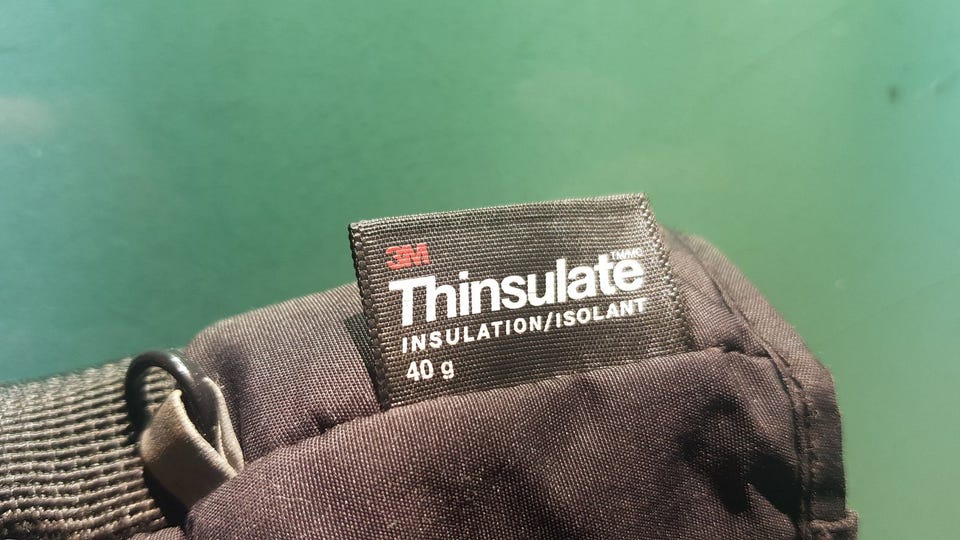 3M
Thinsulate TM/MC
INSULATION/ISOLANT
40 g